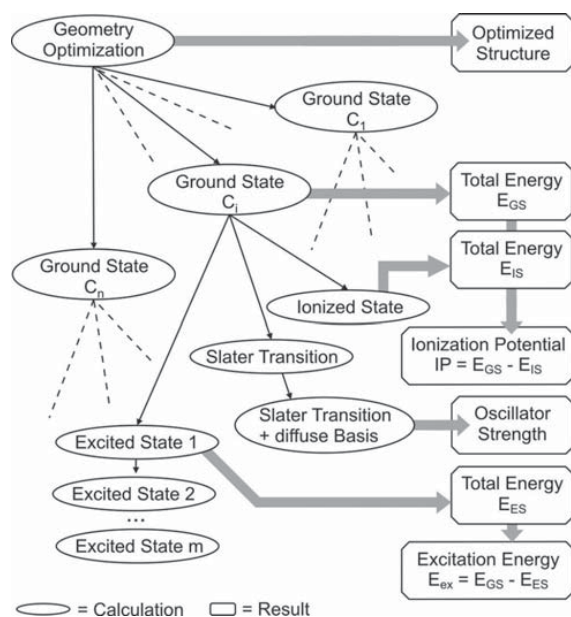 Geometry
Optimization
Optimized
Structure
Ground State
C1
Ground State
Ci
Total Energy
EGS
Ground State
Cn
Total Energy
EIS
Ionized State
Slater Transition
Ionization Potential
IP = EGS - EIS
Slater Transition
+ diffuse Basis
Oscillator
Strength
Excited State 1
Total Energy
EES
Excited State 2
...
Excited State m
Excitation Energy
Eex = EGS - EES
= Calculation
= Result